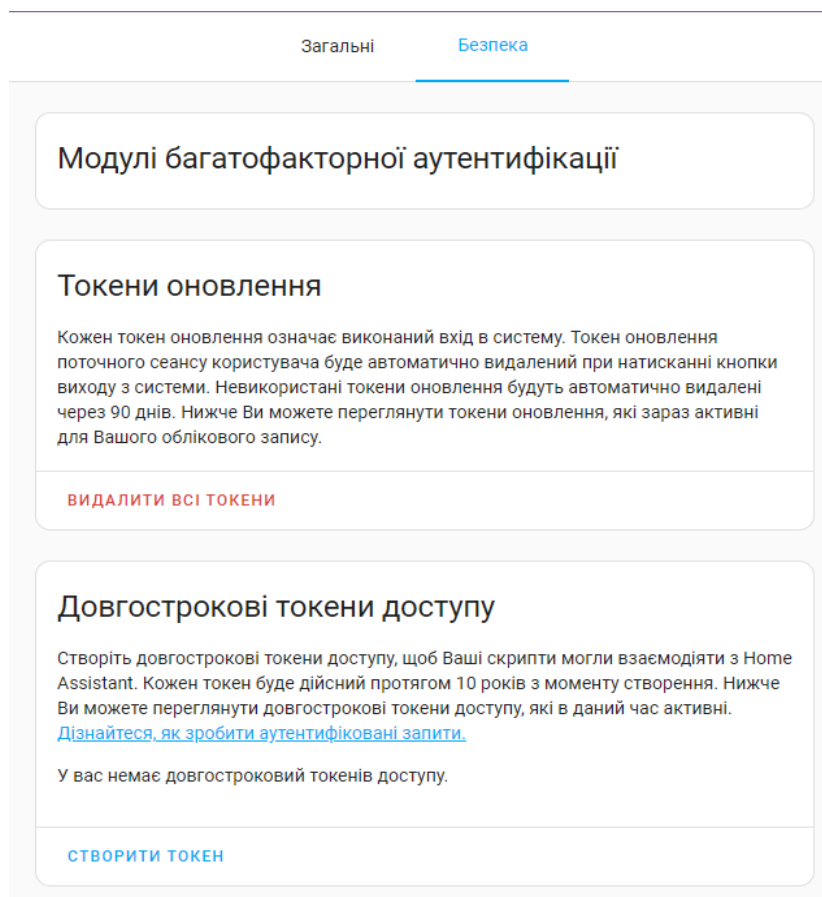 Загальні
Безпека
Модулі багатофакторної аутентифікації
Токени оновлення
Кожен токен оновлення означає виконаний вхід в систему. Токен оновлення
поточного сеансу користувача буде автоматично видалений при натисканні кнопки
виходу з системи. Невикористані токени оновлення будуть автоматично видалені
через 90 днів. Нижче Ви можете переглянути токени оновлення, які зараз активні
для Вашого облікового запису.
ВИДАЛИТИ ВСІ ТОКЕНИ
Довгострокові токени доступу
Створіть довгострокові токени доступу, щоб Ваші скрипти могли взаємодіяти з Home
Assistant. Кожен токен буде дійсний протягом 10 років з моменту створення. Нижче
Ви можете переглянути довгострокові токени доступу, які в даний час активні.
Дізнайтеся, як зробити аутентифіковані запити.
У вас немає довгостроковий токенів доступу.
СТВОРИТИ ТОКЕН